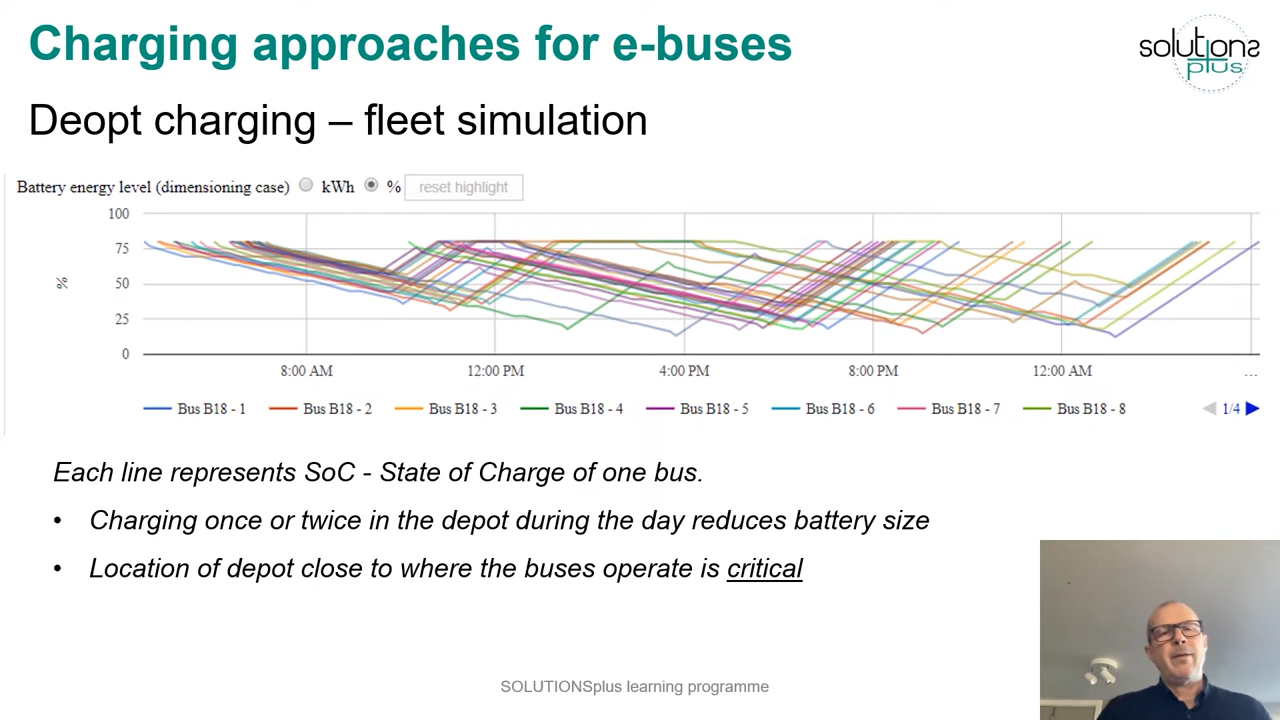 Charging approaches for e-buses
solutions
plus
Deopt charging – fleet simulation
Battery energy level (dimensioning case) kWh % reset highlight
100
75
50
25
0
%
8:00 AM 12:00 PM 4:00 PM 8:00 PM 12:00 AM ...
Bus B18 - 1 Bus B18 - 2 Bus B18 - 3 Bus B18 - 4 Bus B18 - 5 Bus B18 - 6 Bus B18 - 7 Bus B18 - 8 1/4
Each line represents SoC - State of Charge of one bus.
• Charging once or twice in the depot during the day reduces battery size
• Location of depot close to where the buses operate is critical
SOLUTIONSplus learning programme